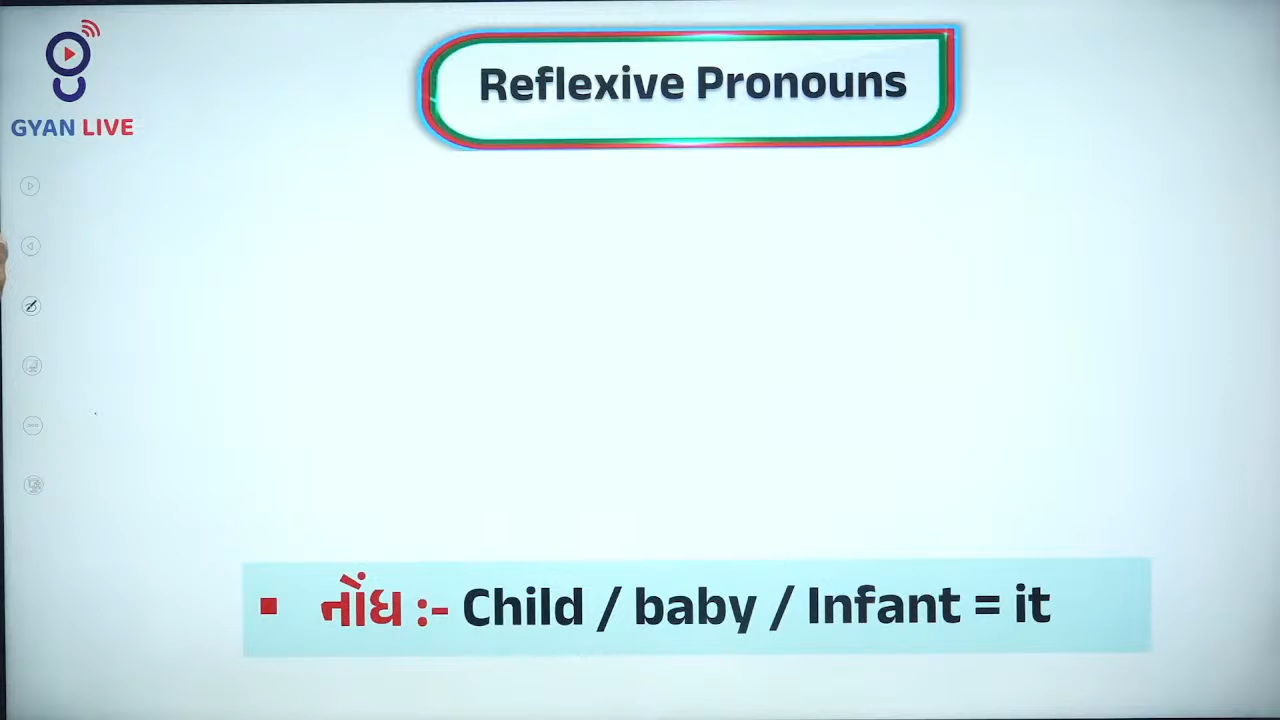 GYAN LIVE
Reflexive Pronouns
નોંધ :- Child / baby / Infant = it